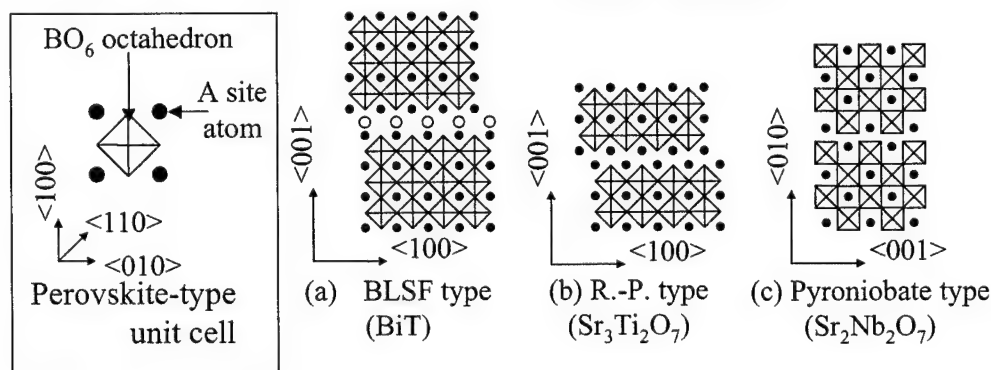 BO₆ octahedron
A site
atom
<100>
<110>
<010>
Perovskite-type
unit cell
<001>
<100>
(a) BLSF type
(BiT)
<001>
<100>
(b) R.-P. type
(Sr₃Ti₂O₇)
<010>
<001>
(c) Pyroniobate type
(Sr₂Nb₂O₇)